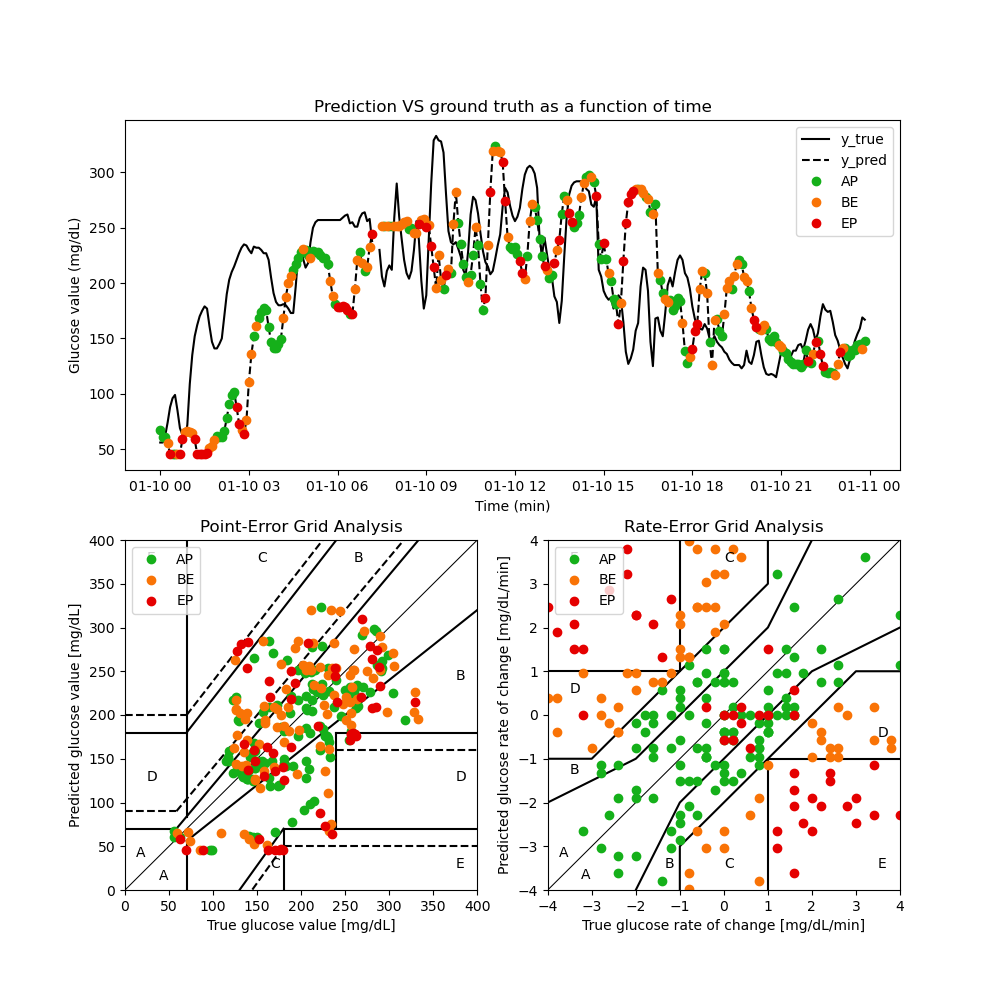 Prediction VS ground truth as a function of time
Glucose value (mg/dL)
300
250
200
150
100
50
y_true
y_pred
AP
BE
EP
01-10 00 01-10 03 01-10 06 01-10 09 01-10 12 01-10 15 01-10 18 01-10 21 01-11 00
Time (min)
Point-Error Grid Analysis
Predicted glucose value [mg/dL]
400
350
300
250
200
150
100
50
0
AP
BE
EP
E
C
B
B
D
D
A
A
C
E
0 50 100 150 200 250 300 350 400
True glucose value [mg/dL]
Rate-Error Grid Analysis
Predicted glucose rate of change [mg/dL/min]
4
3
2
1
0
−1
−2
−3
−4
AP
BE
EP
C
D
D
B
A
A
B
C
E
−4 −3 −2 −1 0 1 2 3 4
True glucose rate of change [mg/dL/min]